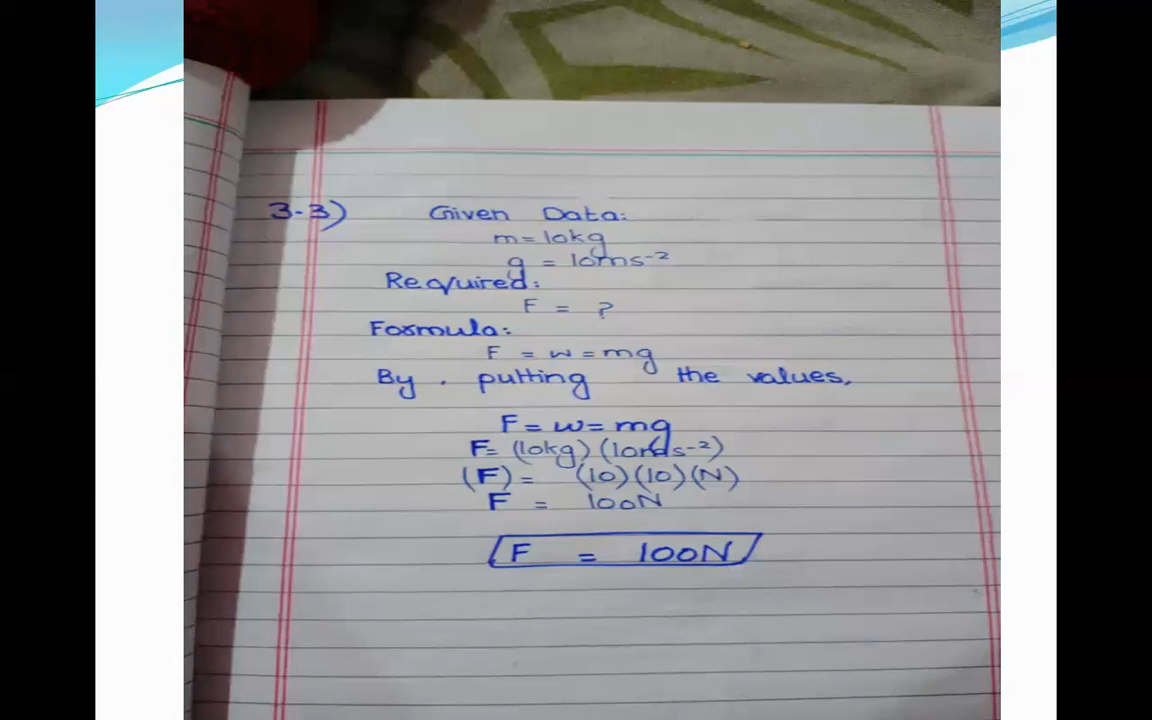 3.3) Given Data:
m = 10kg
g = 10ms⁻²
Required:
F = ?
Formula:
F = w = mg
By . putting the values,
F = w = mg
F = (10kg) (10ms⁻²)
(F) = (10) (10) (N)
F = 100N
F = 100N